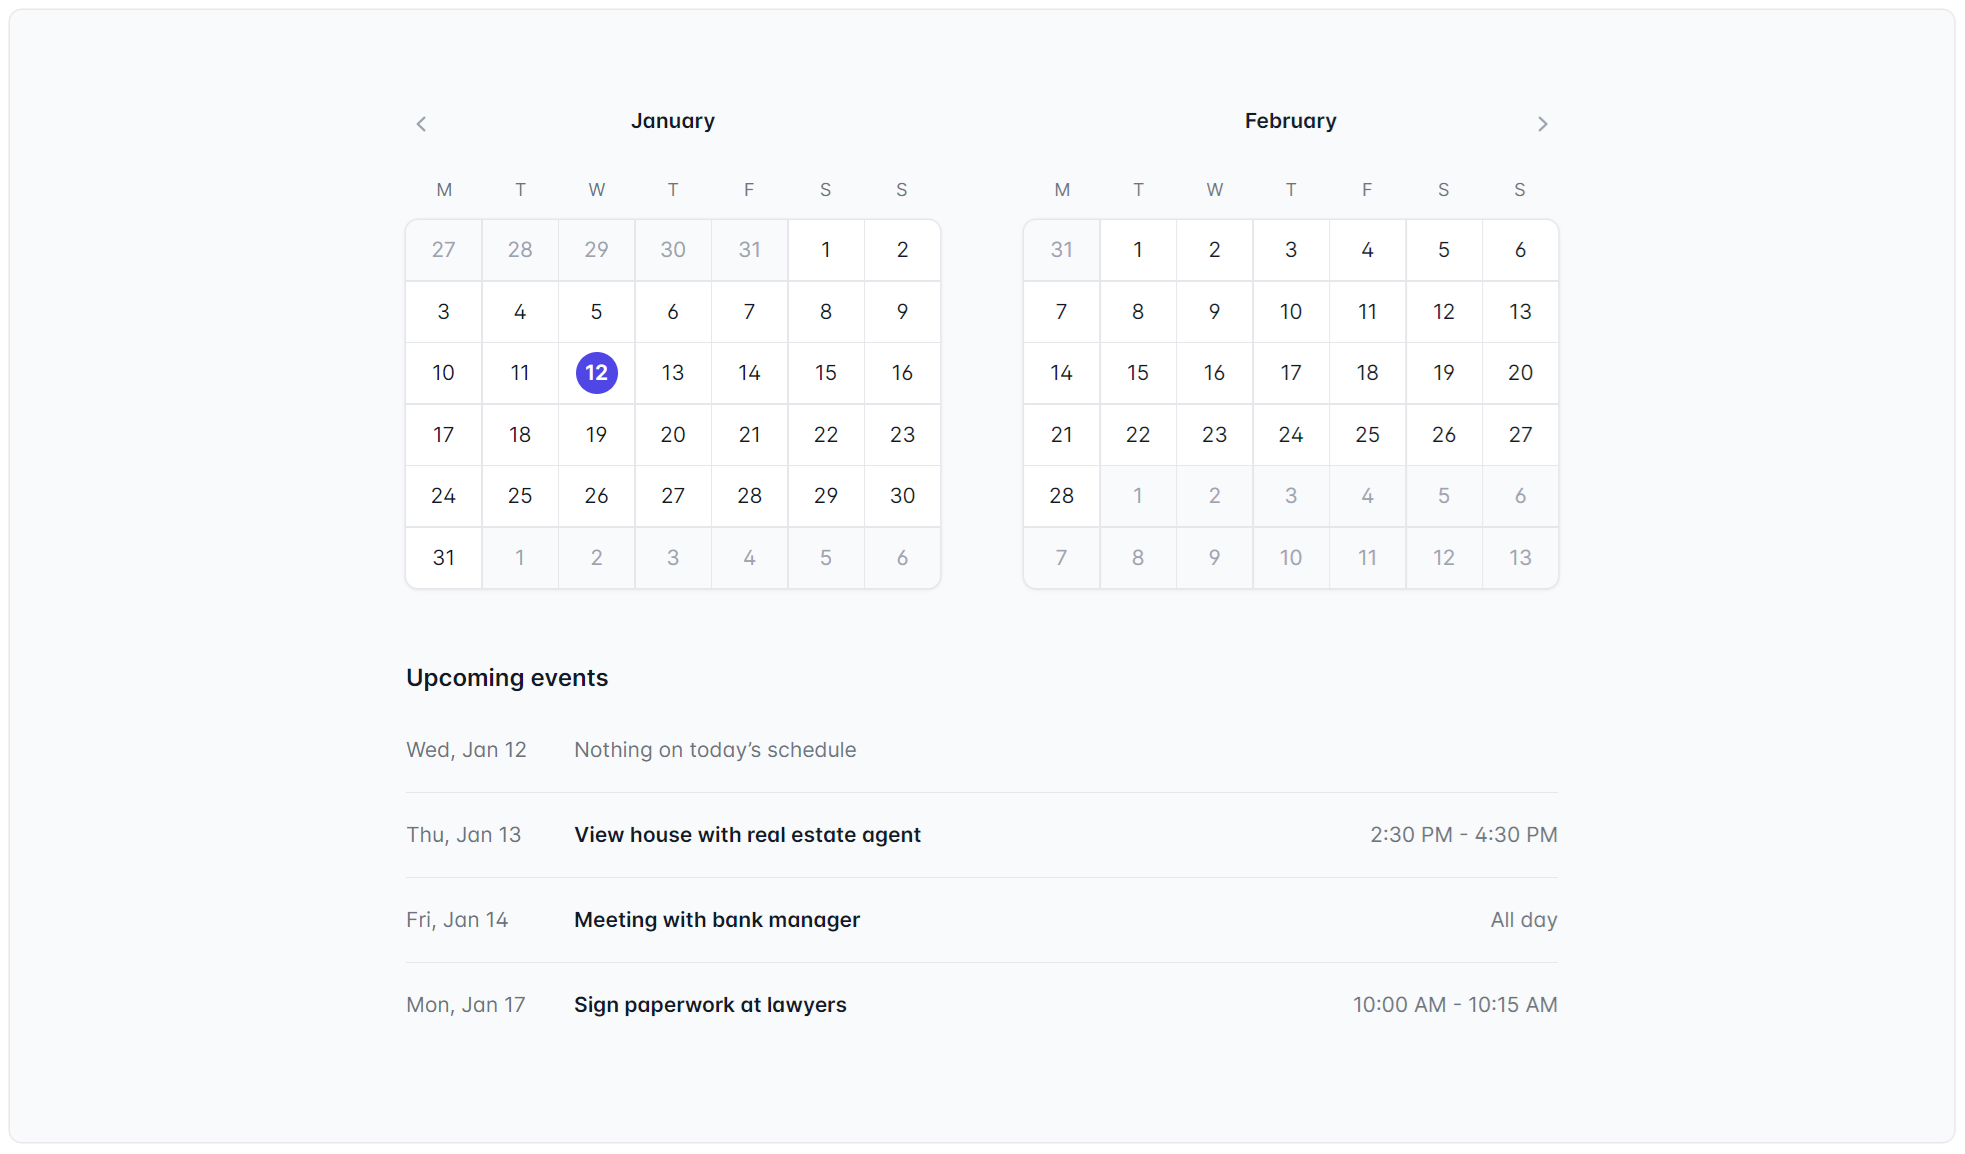 January
M T W T F S S
27 28 29 30 31 1 2
3 4 5 6 7 8 9
10 11 12 13 14 15 16
17 18 19 20 21 22 23
24 25 26 27 28 29 30
31 1 2 3 4 5 6
February
M T W T F S S
31 1 2 3 4 5 6
7 8 9 10 11 12 13
14 15 16 17 18 19 20
21 22 23 24 25 26 27
28 1 2 3 4 5 6
7 8 9 10 11 12 13
Upcoming events
Wed, Jan 12 Nothing on today’s schedule
Thu, Jan 13 View house with real estate agent 2:30 PM - 4:30 PM
Fri, Jan 14 Meeting with bank manager All day
Mon, Jan 17 Sign paperwork at lawyers 10:00 AM - 10:15 AM